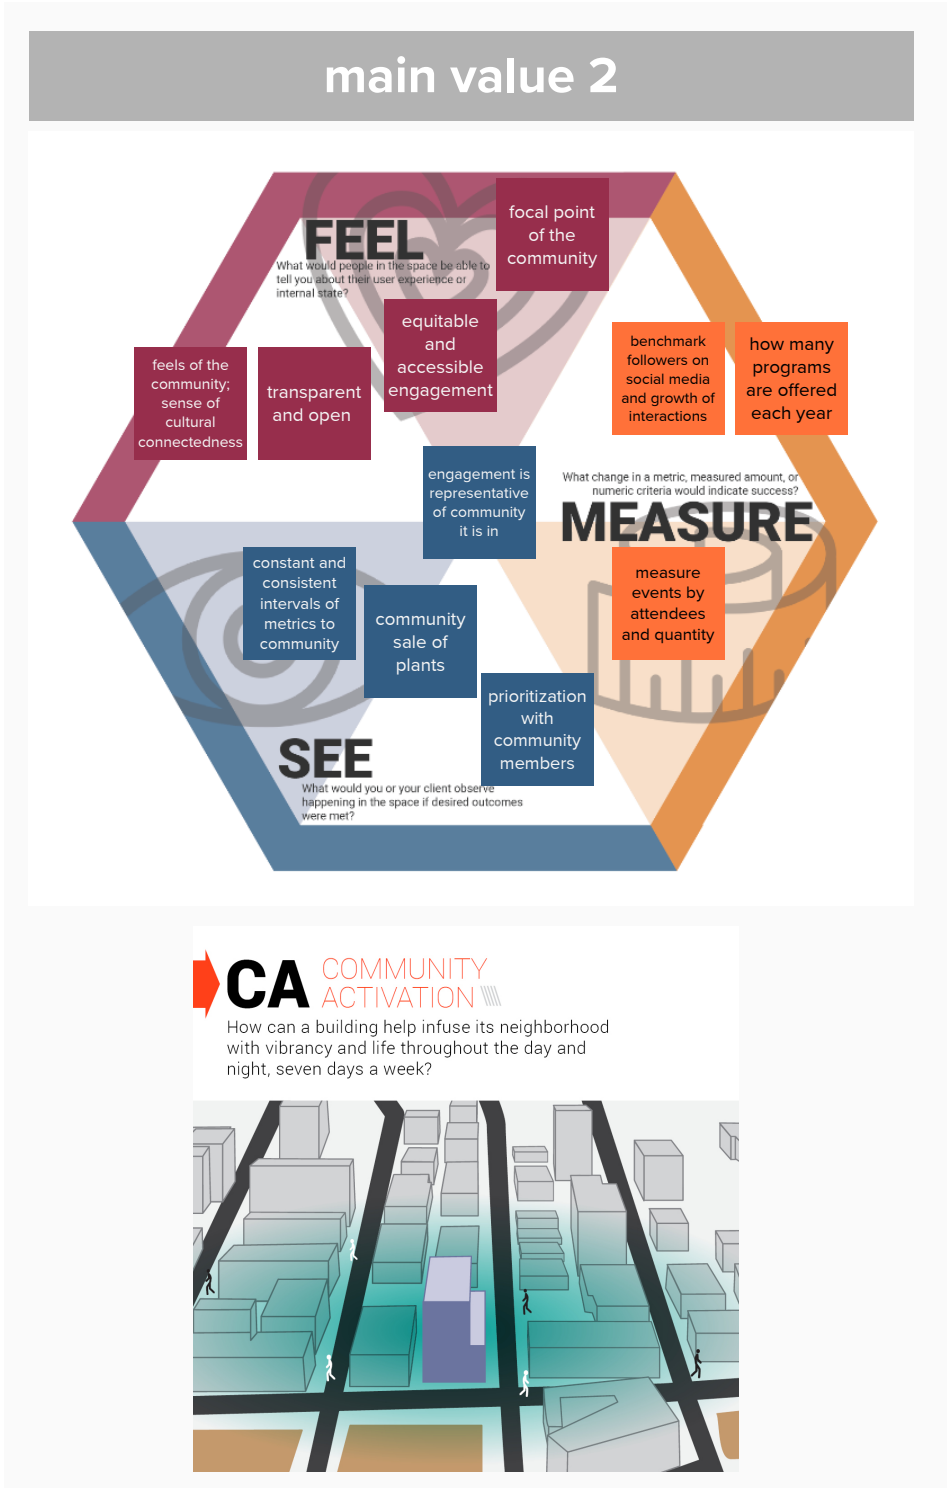 main value 2
FEEL
What would people in the space be able to
tell you about their user experience or
internal state?
focal point
of the
community
equitable
and
accessible
engagement
feels of the
community;
sense of
cultural
connectedness
transparent
and open
benchmark
followers on
social media
and growth of
interactions
how many
programs
are offered
each year
engagement is
representative
of community
it is in
What change in a metric, measured amount, or
numeric criteria would indicate success?
MEASURE
measure
events by
attendees
and quantity
constant and
consistent
intervals of
metrics to
community
community
sale of
plants
prioritization
with
community
members
SEE
What would you or your client observe
happening in the space if desired outcomes
were met?
CA COMMUNITY
ACTIVATION
How can a building help infuse its neighborhood
with vibrancy and life throughout the day and
night, seven days a week?